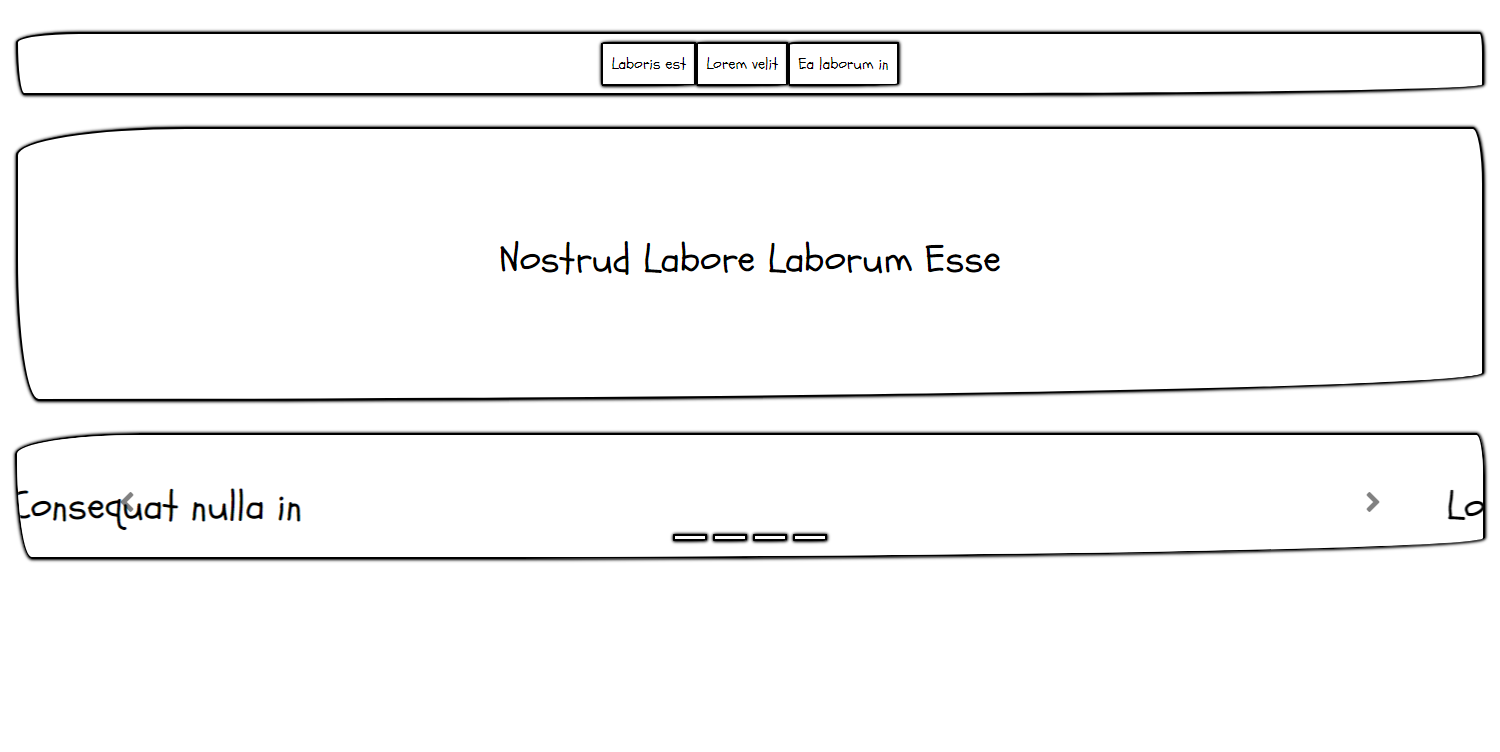 Laboris est
Lorem velit
Ea laborum in
Nostrud Labore Laborum Esse
Consequat nulla in
Lo